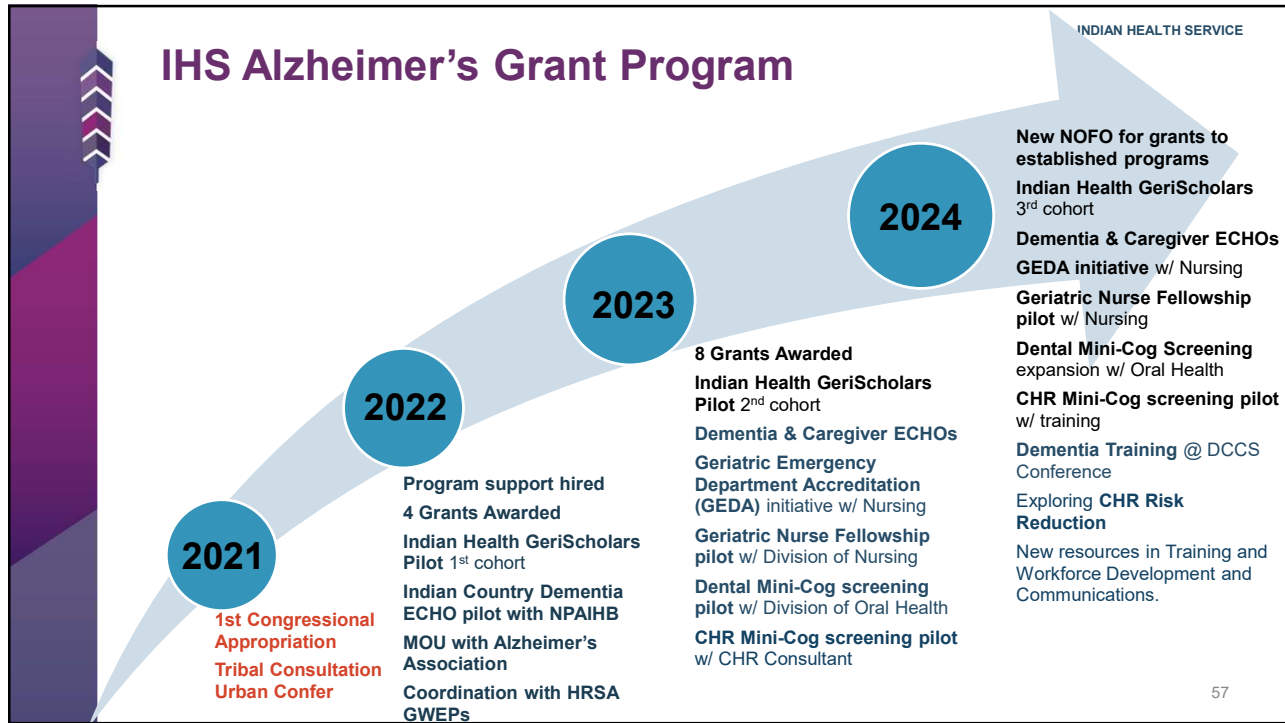 INDIAN HEALTH SERVICE
IHS Alzheimer’s Grant Program
2021
1st Congressional
Appropriation
Tribal Consultation
Urban Confer
2022
Program support hired
4 Grants Awarded
Indian Health GeriScholars
Pilot 1st cohort
Indian Country Dementia
ECHO pilot with NPAIHB
MOU with Alzheimer’s
Association
Coordination with HRSA
GWEPs
2023
8 Grants Awarded
Indian Health GeriScholars
Pilot 2nd cohort
Dementia & Caregiver ECHOs
Geriatric Emergency
Department Accreditation
(GEDA) initiative w/ Nursing
Geriatric Nurse Fellowship
pilot w/ Division of Nursing
Dental Mini-Cog screening
pilot w/ Division of Oral Health
CHR Mini-Cog screening pilot
w/ CHR Consultant
2024
New NOFO for grants to
established programs
Indian Health GeriScholars
3rd cohort
Dementia & Caregiver ECHOs
GEDA initiative w/ Nursing
Geriatric Nurse Fellowship
pilot w/ Nursing
Dental Mini-Cog Screening
expansion w/ Oral Health
CHR Mini-Cog screening pilot
w/ training
Dementia Training @ DCCS
Conference
Exploring CHR Risk
Reduction
New resources in Training and
Workforce Development and
Communications.
57